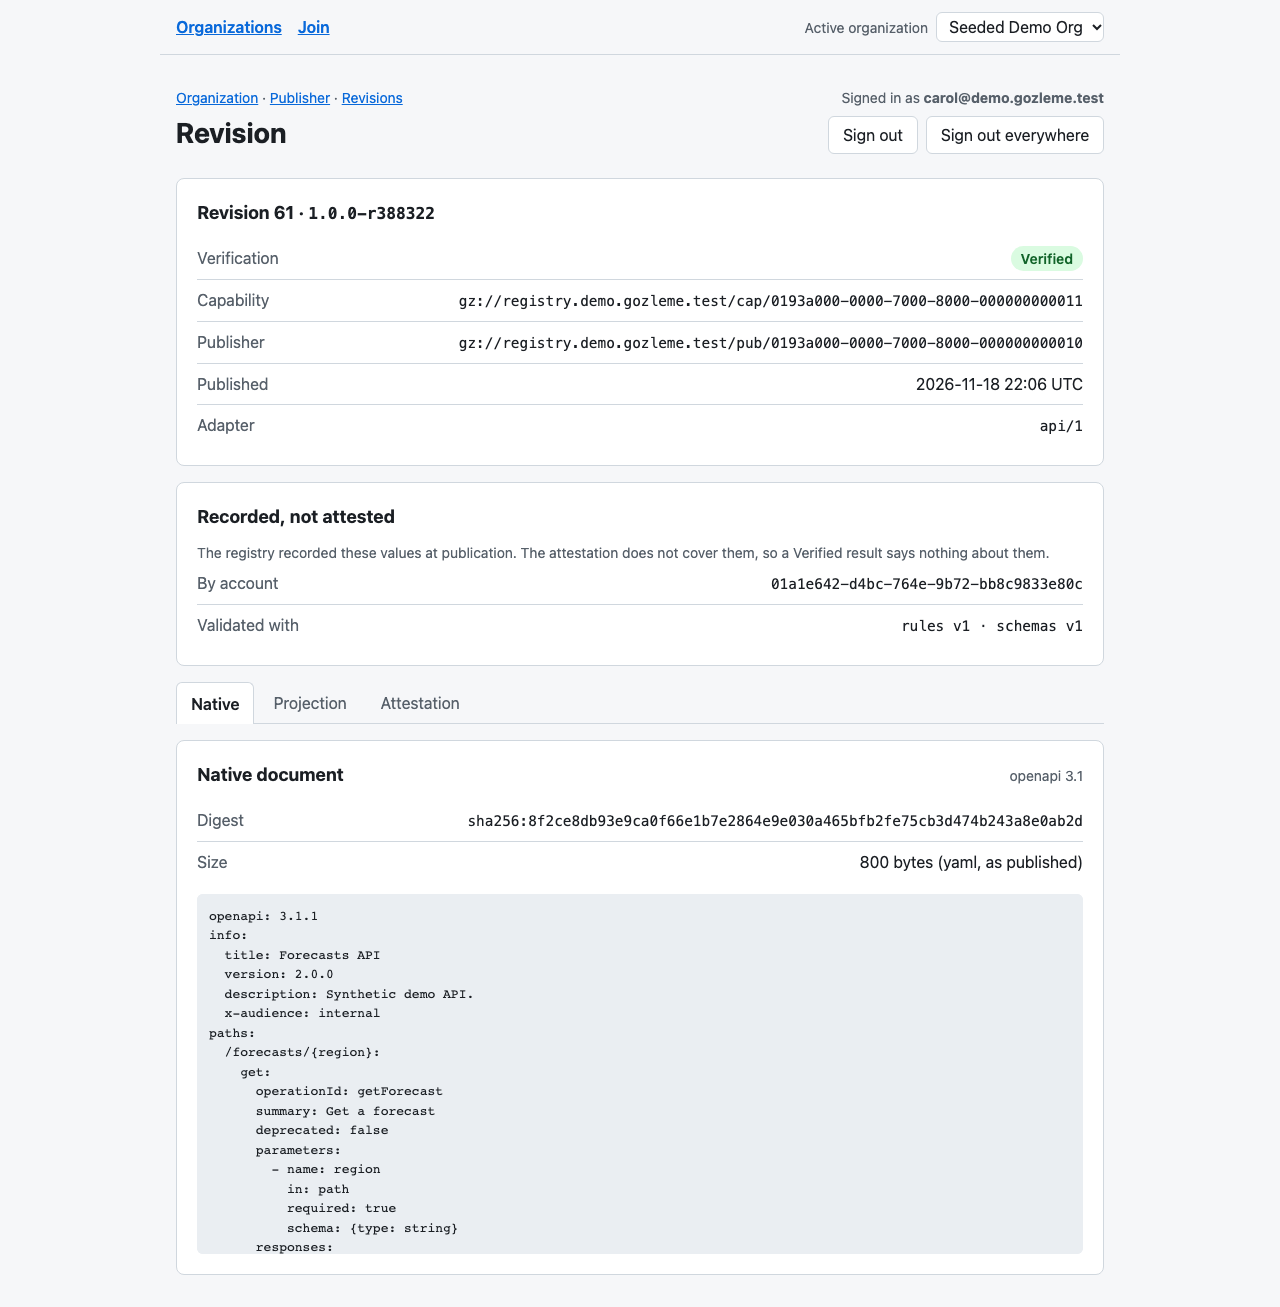 Organizations Join Active organization Seeded Demo Org
Organization · Publisher · Revisions Signed in as carol@demo.gozleme.test
Revision Sign out Sign out everywhere
Revision 61 · 1.0.0-r388322
Verification Verified
Capability gz://registry.demo.gozleme.test/cap/0193a000-0000-7000-8000-000000000011
Publisher gz://registry.demo.gozleme.test/pub/0193a000-0000-7000-8000-000000000010
Published 2026-11-18 22:06 UTC
Adapter api/1
Recorded, not attested
The registry recorded these values at publication. The attestation does not cover them, so a Verified result says nothing about them.
By account 01a1e642-d4bc-764e-9b72-bb8c9833e80c
Validated with rules v1 · schemas v1
Native Projection Attestation
Native document openapi 3.1
Digest sha256:8f2ce8db93e9ca0f66e1b7e2864e9e030a465bfb2fe75cb3d474b243a8e0ab2d
Size 800 bytes (yaml, as published)
openapi: 3.1.1
info:
  title: Forecasts API
  version: 2.0.0
  description: Synthetic demo API.
  x-audience: internal
paths:
  /forecasts/{region}:
    get:
      operationId: getForecast
      summary: Get a forecast
      deprecated: false
      parameters:
        - name: region
          in: path
          required: true
          schema: {type: string}
      responses: